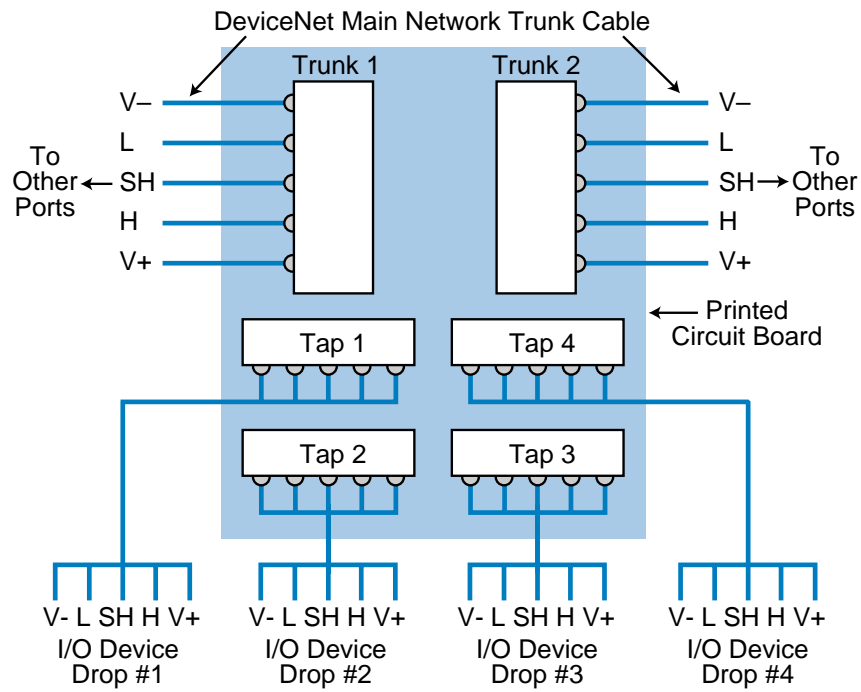 DeviceNet Main Network Trunk Cable
Trunk 1
Trunk 2
V–
L
SH
H
V+
To
Other
Ports
V–
L
SH
H
V+
To
Other
Ports
Printed
Circuit Board
Tap 1
Tap 4
Tap 2
Tap 3
V- L SH H V+
I/O Device
Drop #1
V- L SH H V+
I/O Device
Drop #2
V- L SH H V+
I/O Device
Drop #3
V- L SH H V+
I/O Device
Drop #4